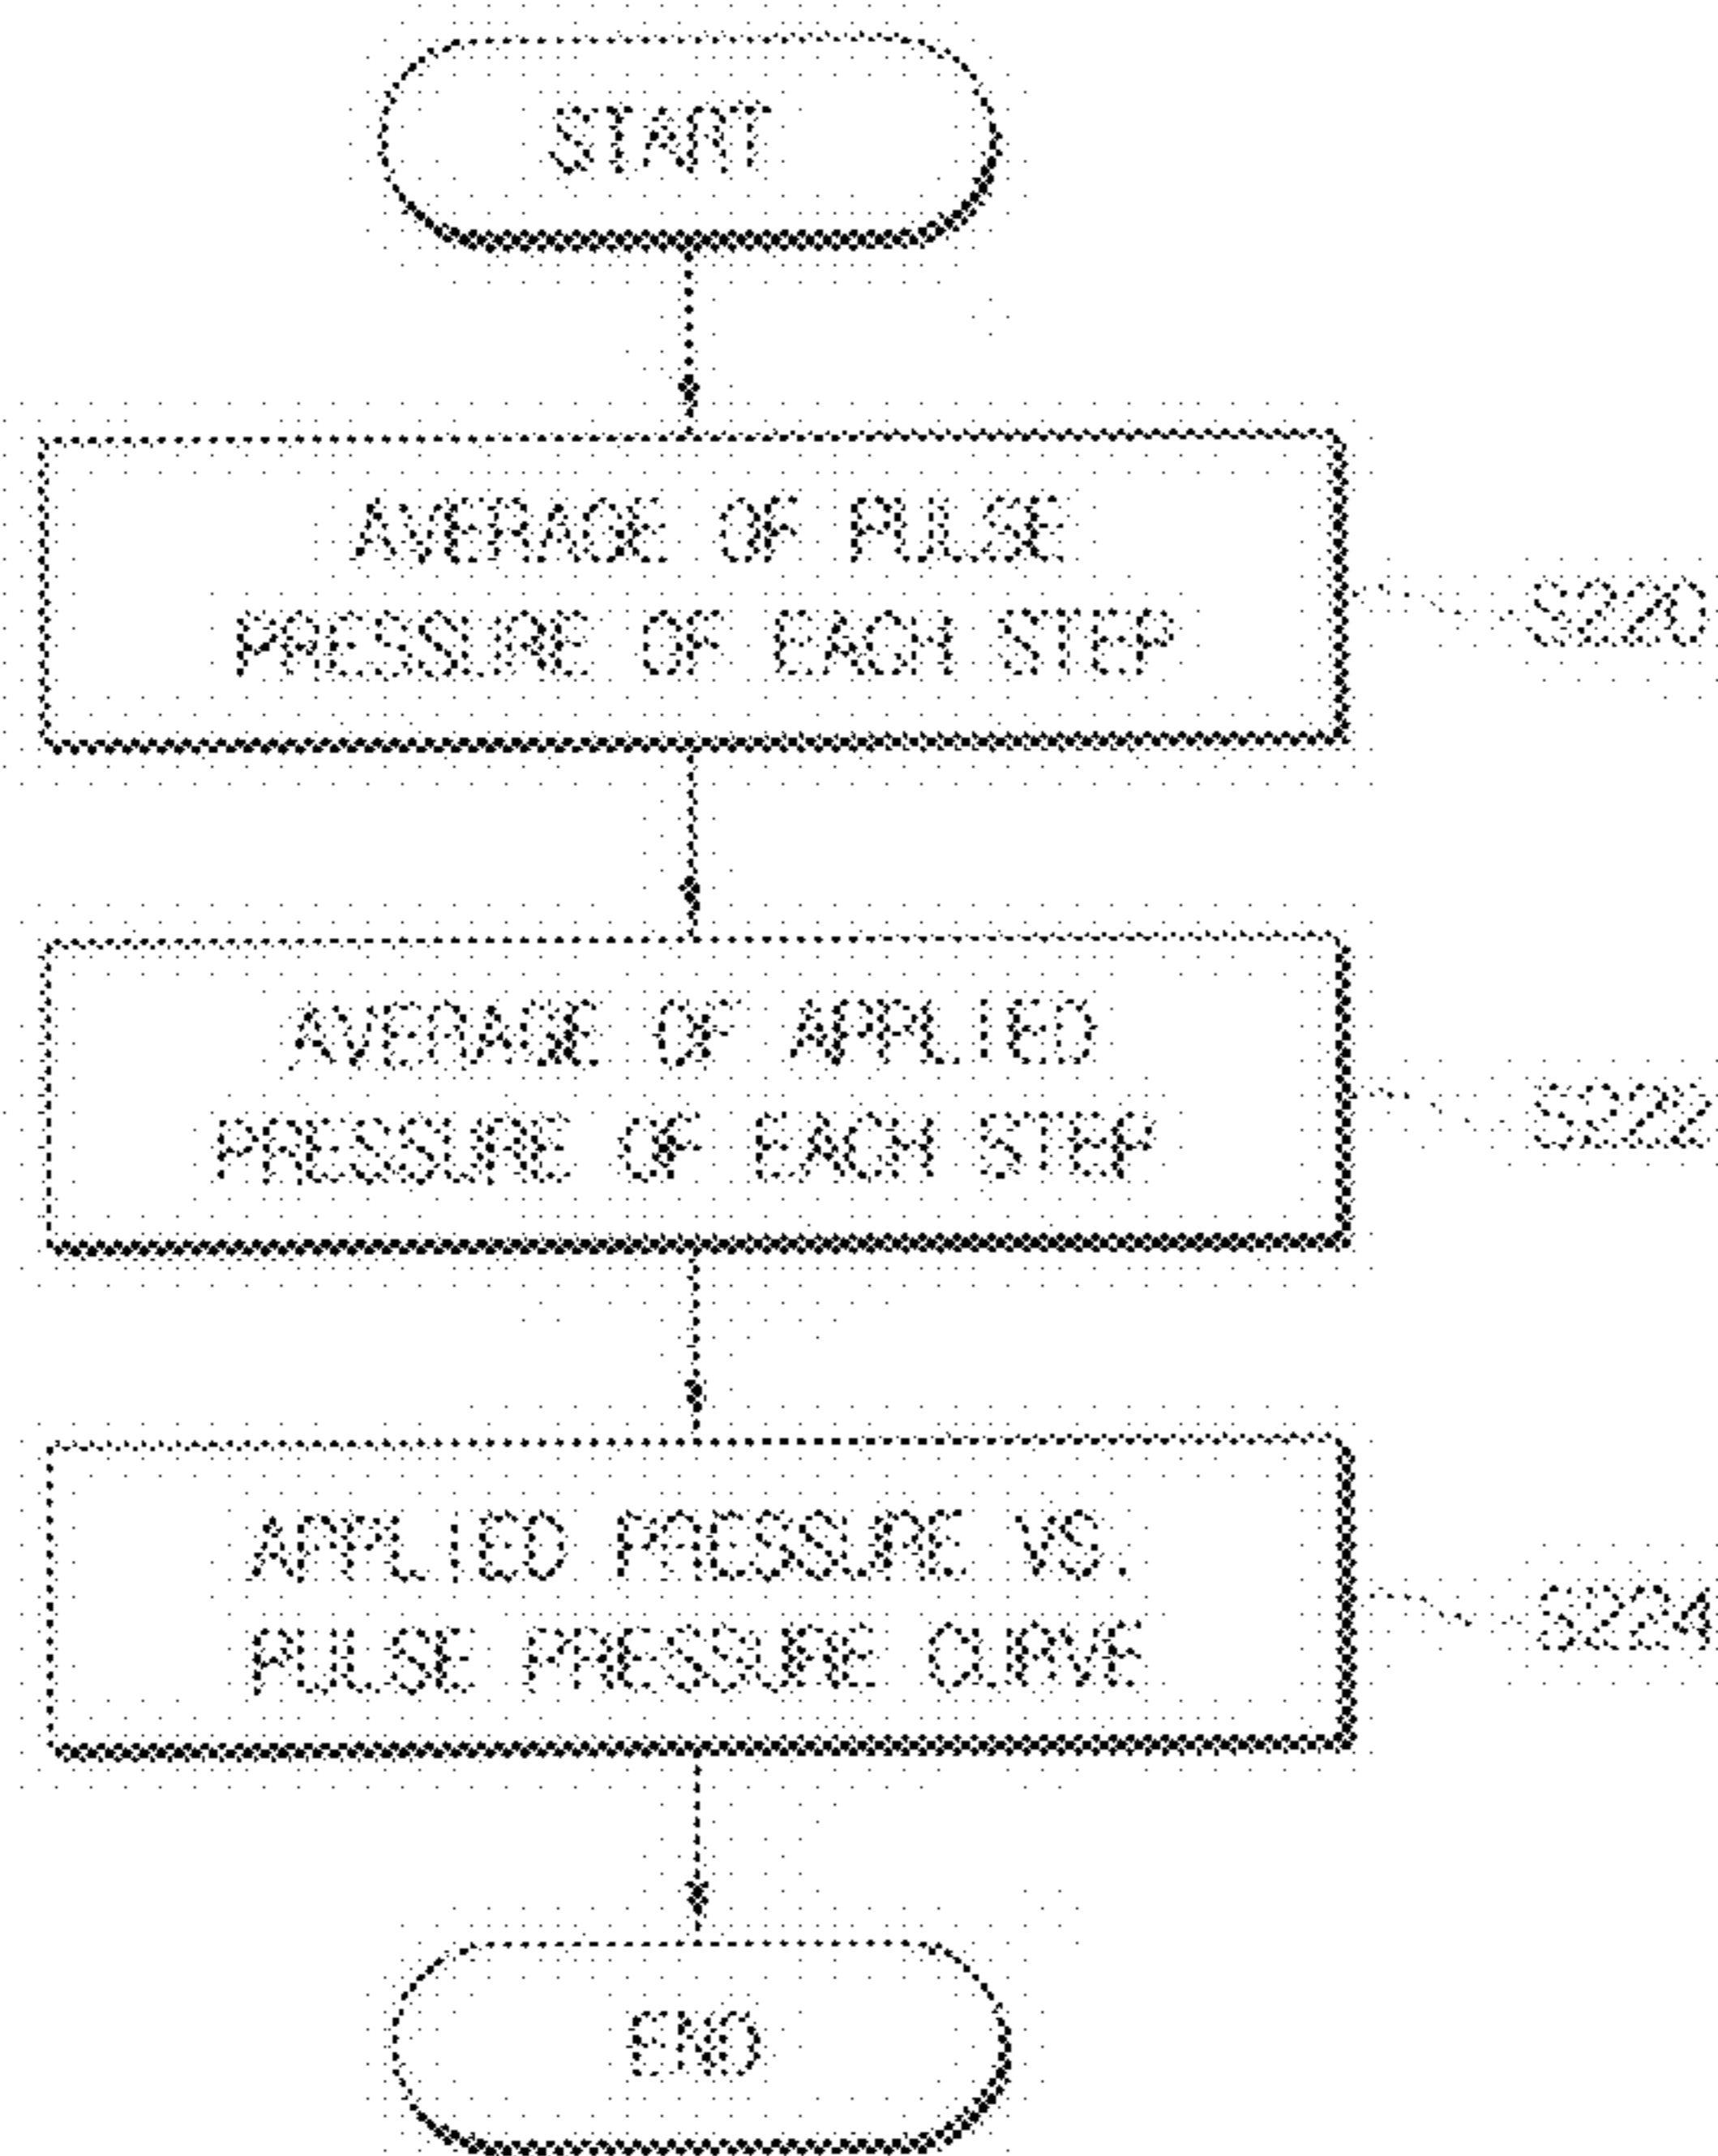 START
AVERAGE OF PULSE
PRESSURE OF EACH STEP
S220
AVERAGE OF APPLIED
PRESSURE OF EACH STEP
S222
APPLIED PRESSURE VS.
PULSE PRESSURE CURVE
S224
END